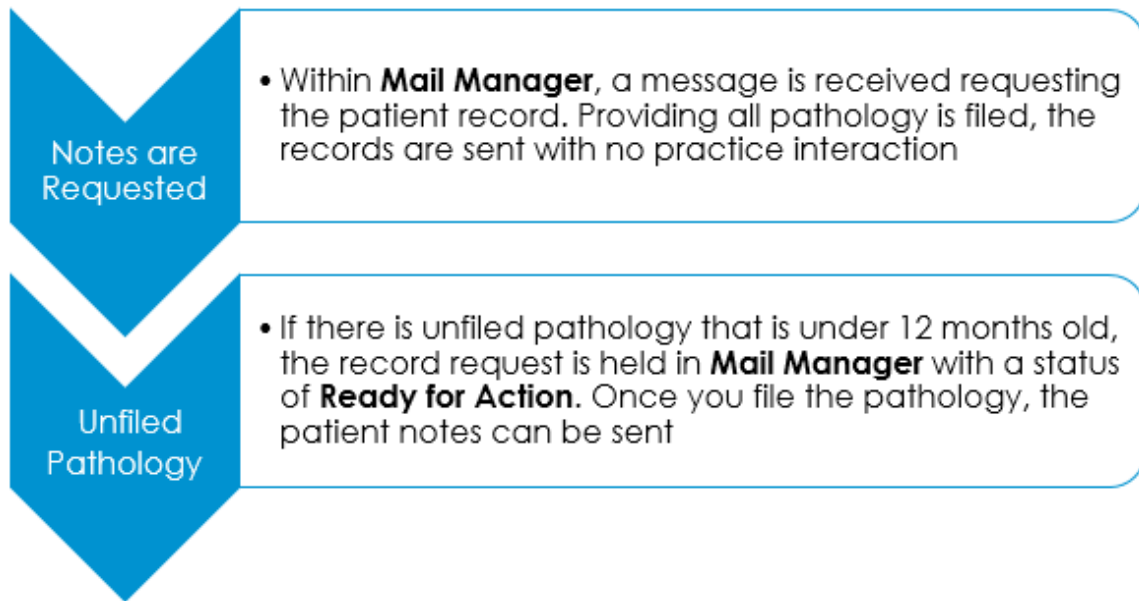 Notes are
Requested
• Within Mail Manager, a message is received requesting
the patient record. Providing all pathology is filed, the
records are sent with no practice interaction
Unfiled
Pathology
• If there is unfiled pathology that is under 12 months old,
the record request is held in Mail Manager with a status
of Ready for Action. Once you file the pathology, the
patient notes can be sent